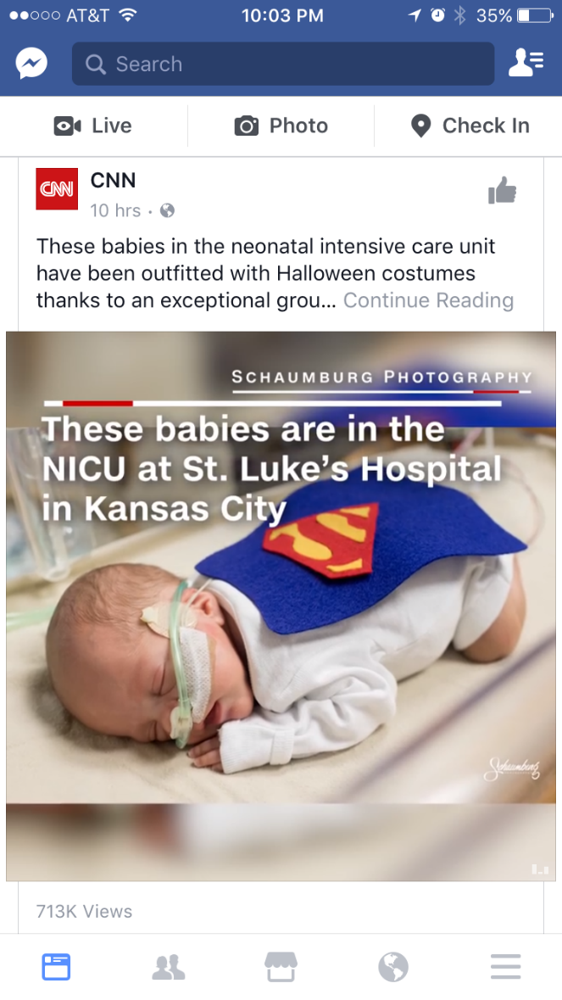 AT&T 10:03 PM 35%
Search
Live Photo Check In
CNN CNN
10 hrs ·
These babies in the neonatal intensive care unit
have been outfitted with Halloween costumes
thanks to an exceptional grou... Continue Reading
SCHAUMBURG PHOTOGRAPHY
These babies are in the
NICU at St. Luke's Hospital
in Kansas City
Schaumburg
713K Views